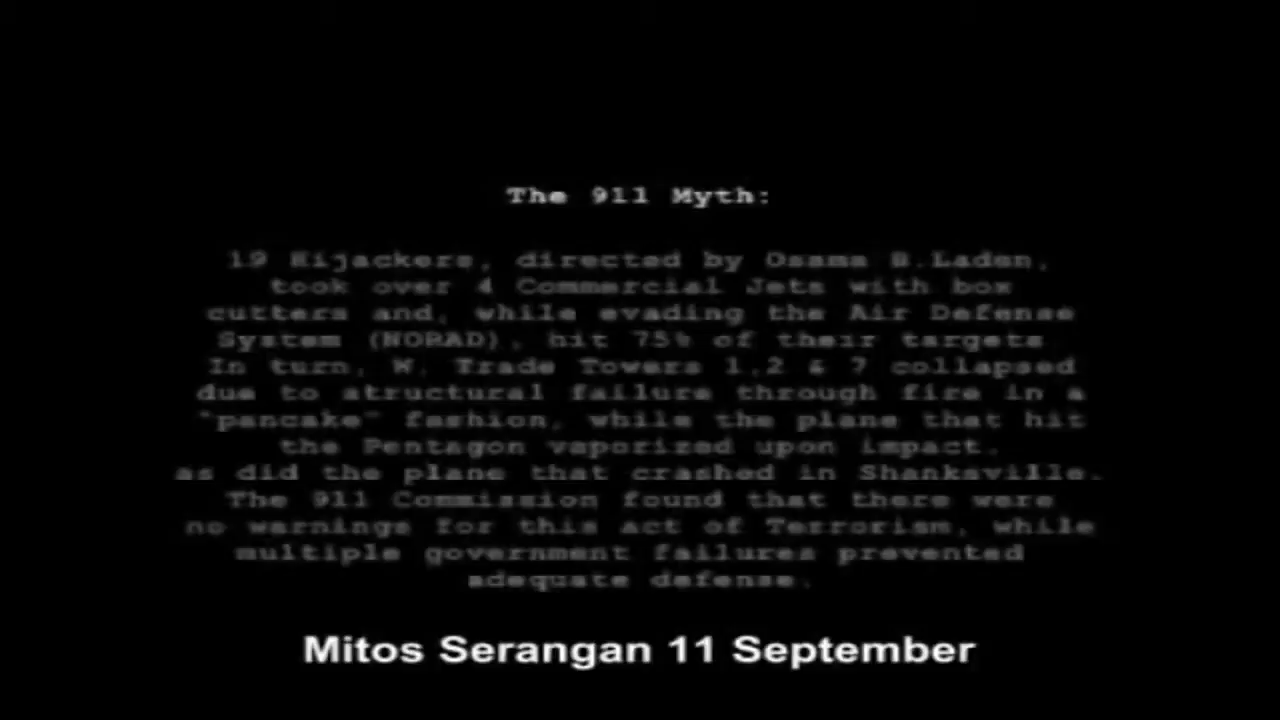 The 911 Myth:
19 Hijackers, directed by Osama B.Laden,
took over 4 Commercial Jets with box
cutters and, while evading the Air Defense
System (NORAD), hit 75% of their targets
In turn, W. Trade Towers 1,2 & 7 collapsed
due to structural failure through fire in a
"pancake" fashion, while the plane that hit
the Pentagon vaporized upon impact,
as did the plane that crashed in Shanksville.
The 911 Commission found that there were
no warnings for this act of Terrorism, while
multiple government failures prevented
adequate defense.
Mitos Serangan 11 September